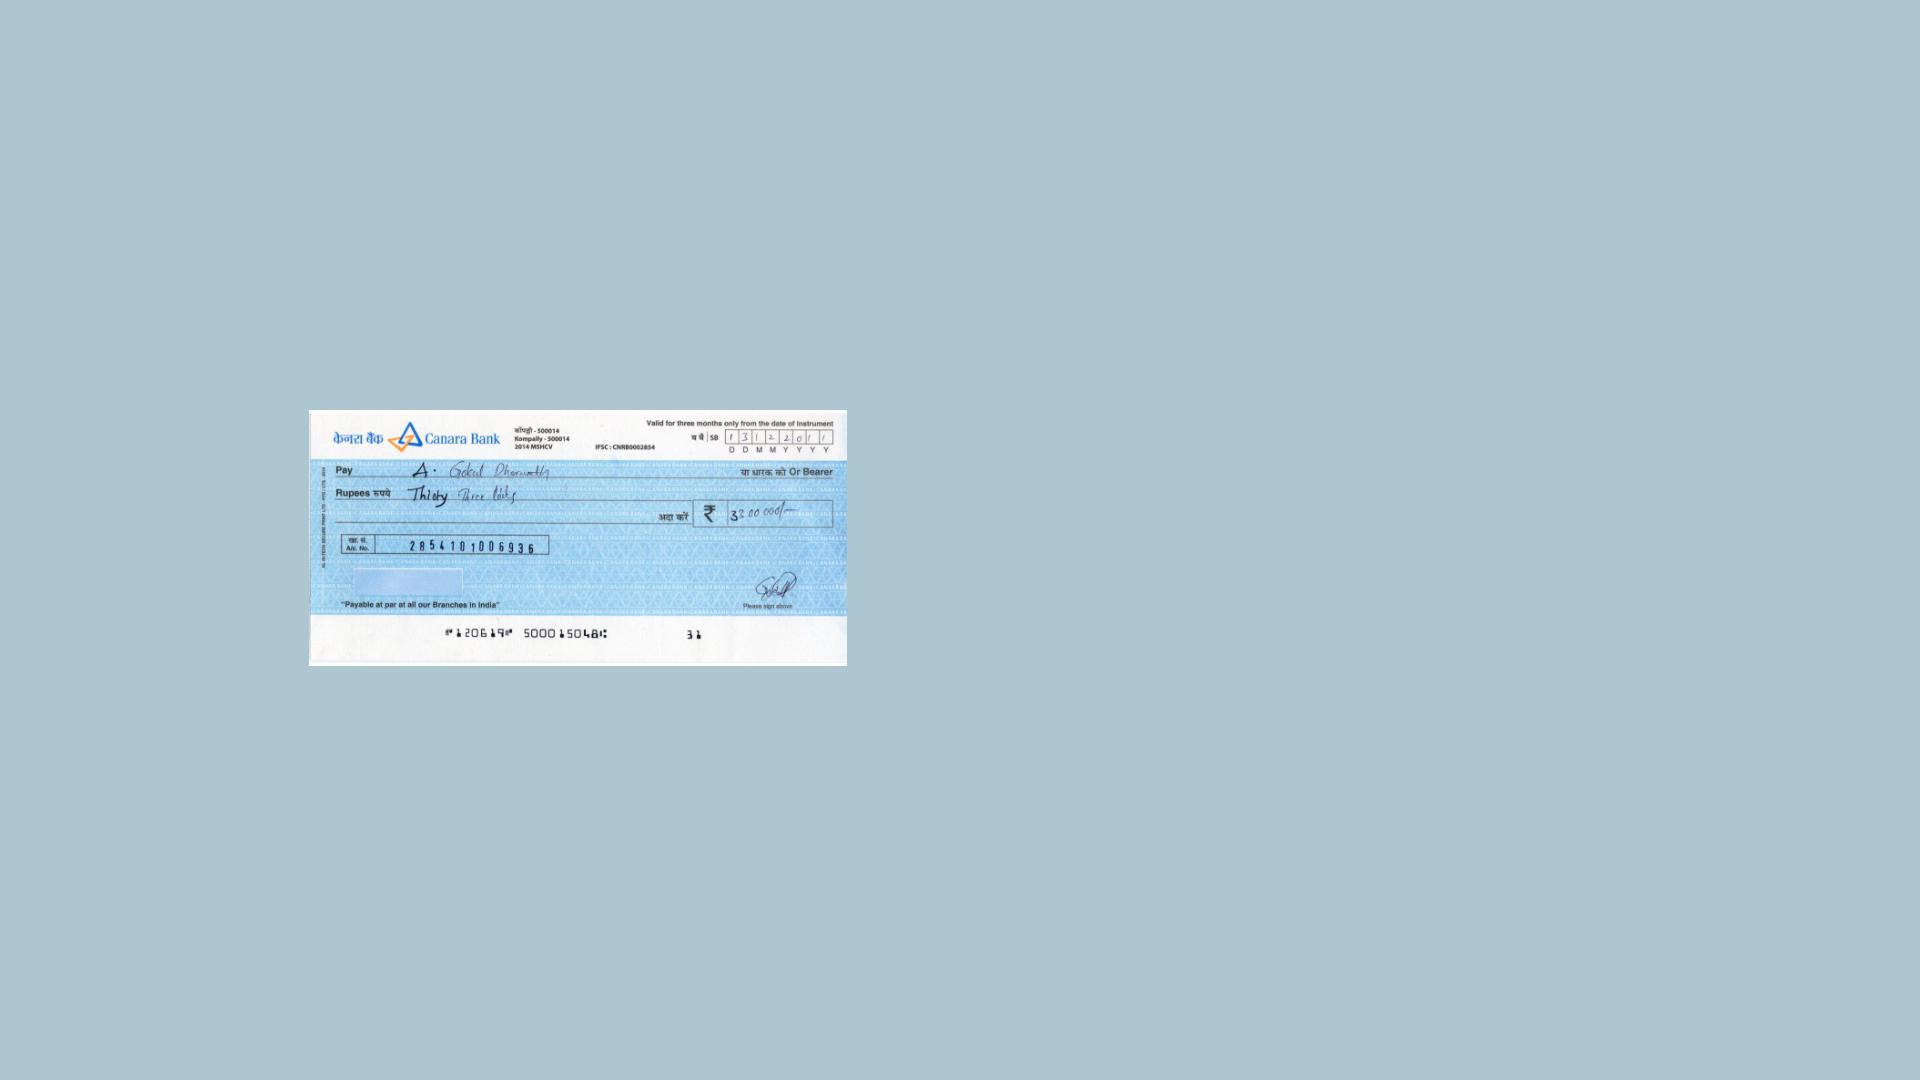 Valid for three months only from the date of Instrument
केनरा बैंक Canara Bank
- 500014
Kompally - 500014
2014 MSHCV
IFSC : CNRB0002854
ब बैं SB 1 3 1 2 2 0 1 1
D D M M Y Y Y Y
Pay A. Gokul या धारक को Or Bearer
Rupees रुपये Thirty Three lakhs
अदा करें ₹ 3300000/-
खा. सं.
A/c. No. 2854101006936
"Payable at par at all our Branches in India"
Please sign above
⑈120619⑈ 500015048⑆ 31